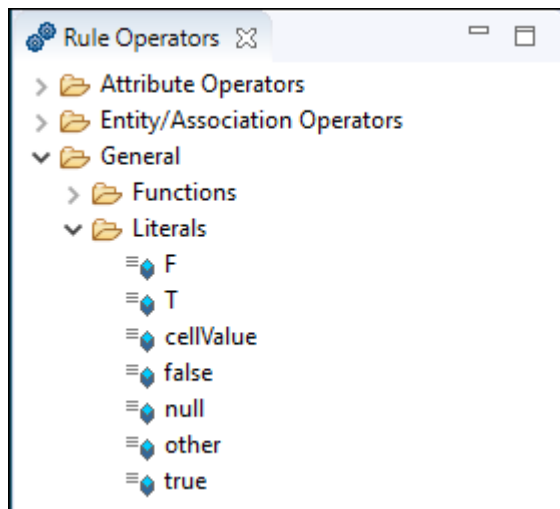 Rule Operators
Attribute Operators
Entity/Association Operators
General
Functions
Literals
F
T
cellValue
false
null
other
true